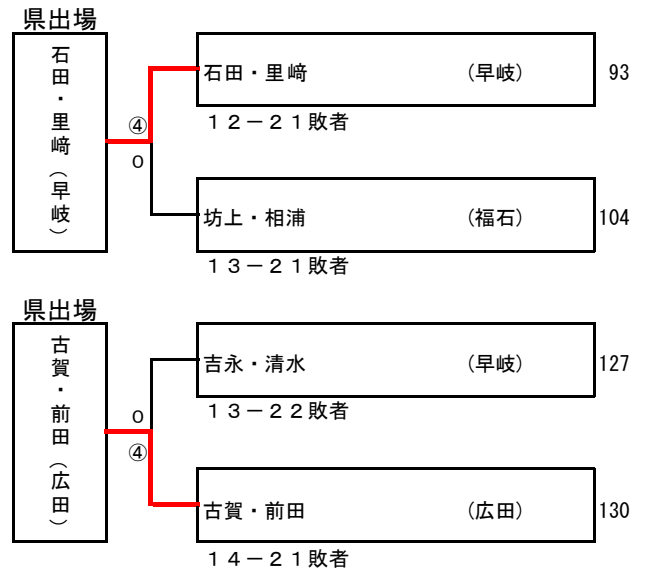 県出場
石田・里﨑（早岐）
④
0
石田・里﨑 （早岐） 93
１２－２１敗者
坊上・相浦 （福石） 104
１３－２１敗者
県出場
古賀・前田（広田）
0
④
吉永・清水 （早岐） 127
１３－２２敗者
古賀・前田 （広田） 130
１４－２１敗者